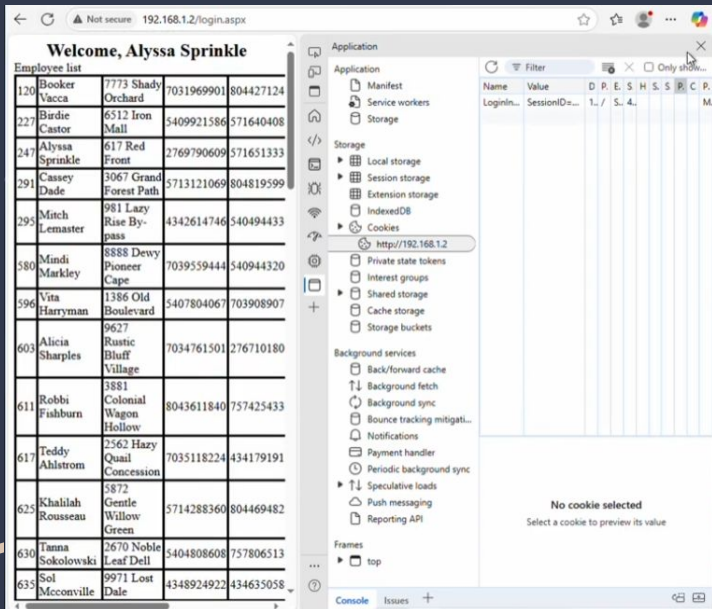 Not secure 192.168.1.2/login.aspx
Welcome, Alyssa Sprinkle
Employee list
120 Booker Vacca 7773 Shady Orchard 7031969901 804427124
227 Birdie Castor 6512 Iron Mall 5409921586 571640408
247 Alyssa Sprinkle 617 Red Front 2769790609 571651333
291 Cassey Dade 3067 Grand Forest Path 5713121069 804819599
295 Mitch Lemaster 981 Lazy Rise By-pass 4342614746 540494433
580 Mindi Markley 8888 Dewy Pioneer Cape 7039559444 540944320
596 Vita Harryman 1386 Old Boulevard 5407804067 703908907
603 Alicia Sharples 9627 Rustic Bluff Village 7034761501 276710180
611 Robbi Fishburn 3881 Colonial Wagon Hollow 8043611840 757425433
617 Teddy Ahlstrom 2562 Hazy Quail Concession 7035118224 434179191
625 Khalilah Rousseau 5872 Gentle Willow Green 5714288360 804469482
630 Tanna Sokolowski 2670 Noble Leaf Dell 5404808608 757806513
635 Sol Mcconville 9971 Lost Dale 4348924922 434635058
Application
Application
Manifest
Service workers
Storage
Storage
Local storage
Session storage
Extension storage
IndexedDB
Cookies
http://192.168.1.2
Private state tokens
Interest groups
Shared storage
Cache storage
Storage buckets
Background services
Back/forward cache
Background fetch
Background sync
Bounce tracking mitigati...
Notifications
Payment handler
Periodic background sync
Speculative loads
Push messaging
Reporting API
Frames
top
Filter Only show...
Name Value D P. E. S. H S. S P. C P.
LoginIn... SessionID=... 1.. / S.. 4.. M.
No cookie selected
Select a cookie to preview its value
Console Issues